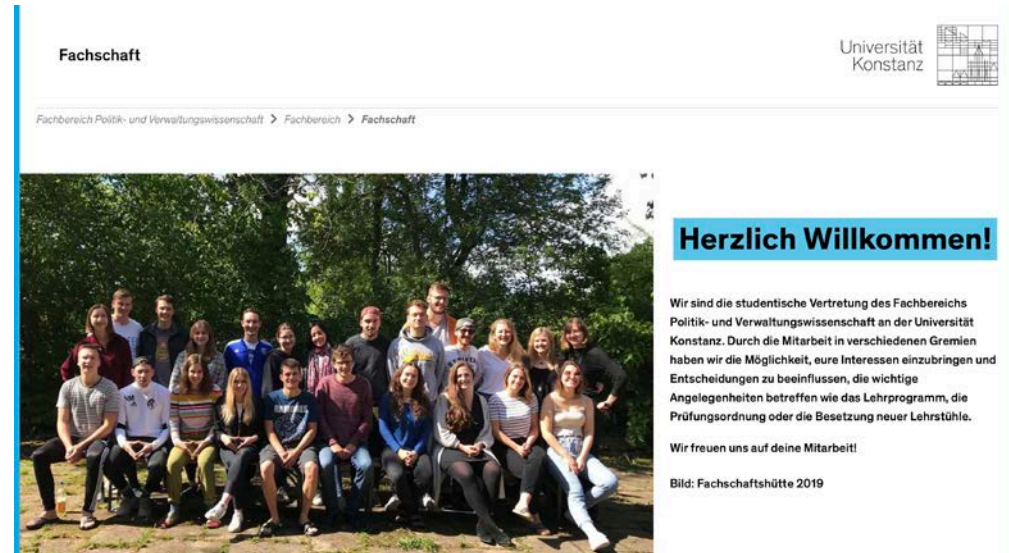 Fachschaft
Universität
Konstanz
Fachbereich Politik- und Verwaltungswissenschaft > Fachbereich > Fachschaft
Herzlich Willkommen!
Wir sind die studentische Vertretung des Fachbereichs
Politik- und Verwaltungswissenschaft an der Universität
Konstanz. Durch die Mitarbeit in verschiedenen Gremien
haben wir die Möglichkeit, eure Interessen einzubringen und
Entscheidungen zu beeinflussen, die wichtige
Angelegenheiten betreffen wie das Lehrprogramm, die
Prüfungsordnung oder die Besetzung neuer Lehrstühle.
Wir freuen uns auf deine Mitarbeit!
Bild: Fachschaftshütte 2019